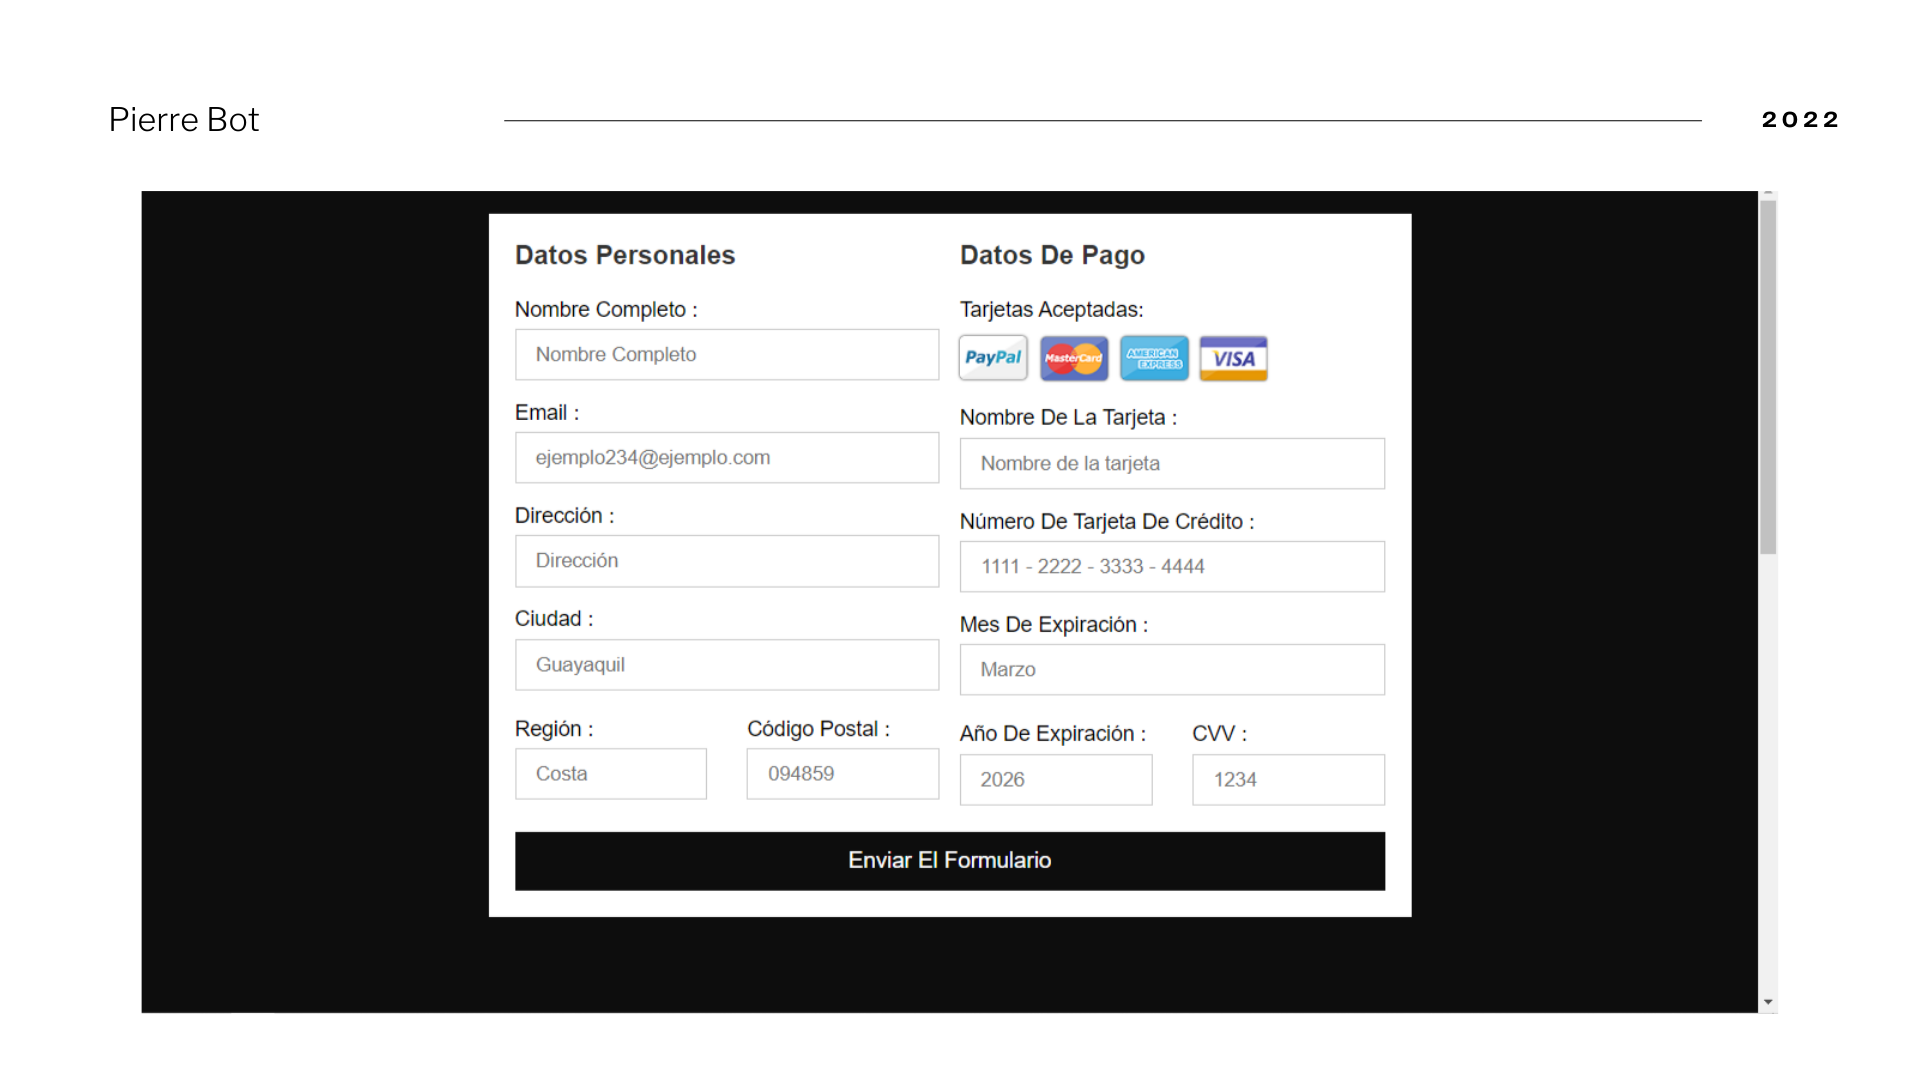 Pierre Bot
2022
Datos Personales
Nombre Completo :
Nombre Completo
Email :
ejemplo234@ejemplo.com
Dirección :
Dirección
Ciudad :
Guayaquil
Región :
Costa
Código Postal :
094859
Datos De Pago
Tarjetas Aceptadas:
PayPal
MasterCard
AMERICAN
EXPRESS
VISA
Nombre De La Tarjeta :
Nombre de la tarjeta
Número De Tarjeta De Crédito :
1111 - 2222 - 3333 - 4444
Mes De Expiración :
Marzo
Año De Expiración :
2026
CVV :
1234
Enviar El Formulario